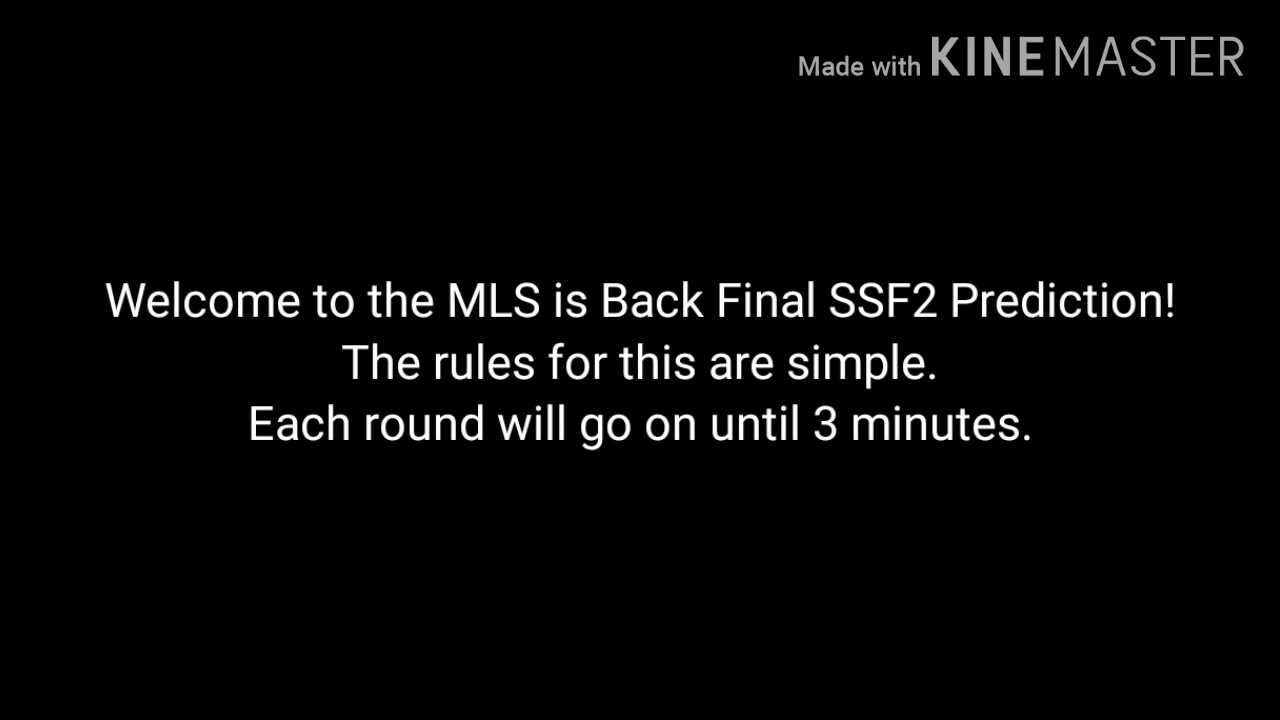 Made with KINEMASTER
Welcome to the MLS is Back Final SSF2 Prediction!
The rules for this are simple.
Each round will go on until 3 minutes.